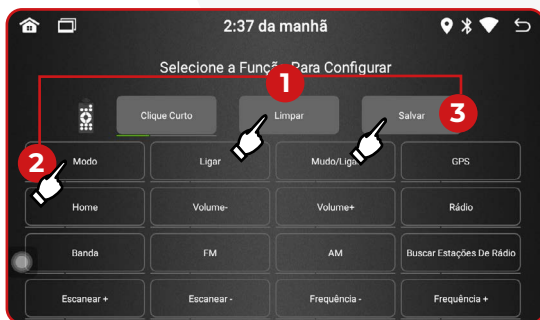 2:37 da manhã
Selecione a Função Para Configurar
1
Clique Curto Limpar Salvar 3
2 Modo Ligar Mudo/Ligar GPS
Home Volume- Volume+ Rádio
Banda FM AM Buscar Estações De Rádio
Escanear + Escanear - Frequência - Frequência +